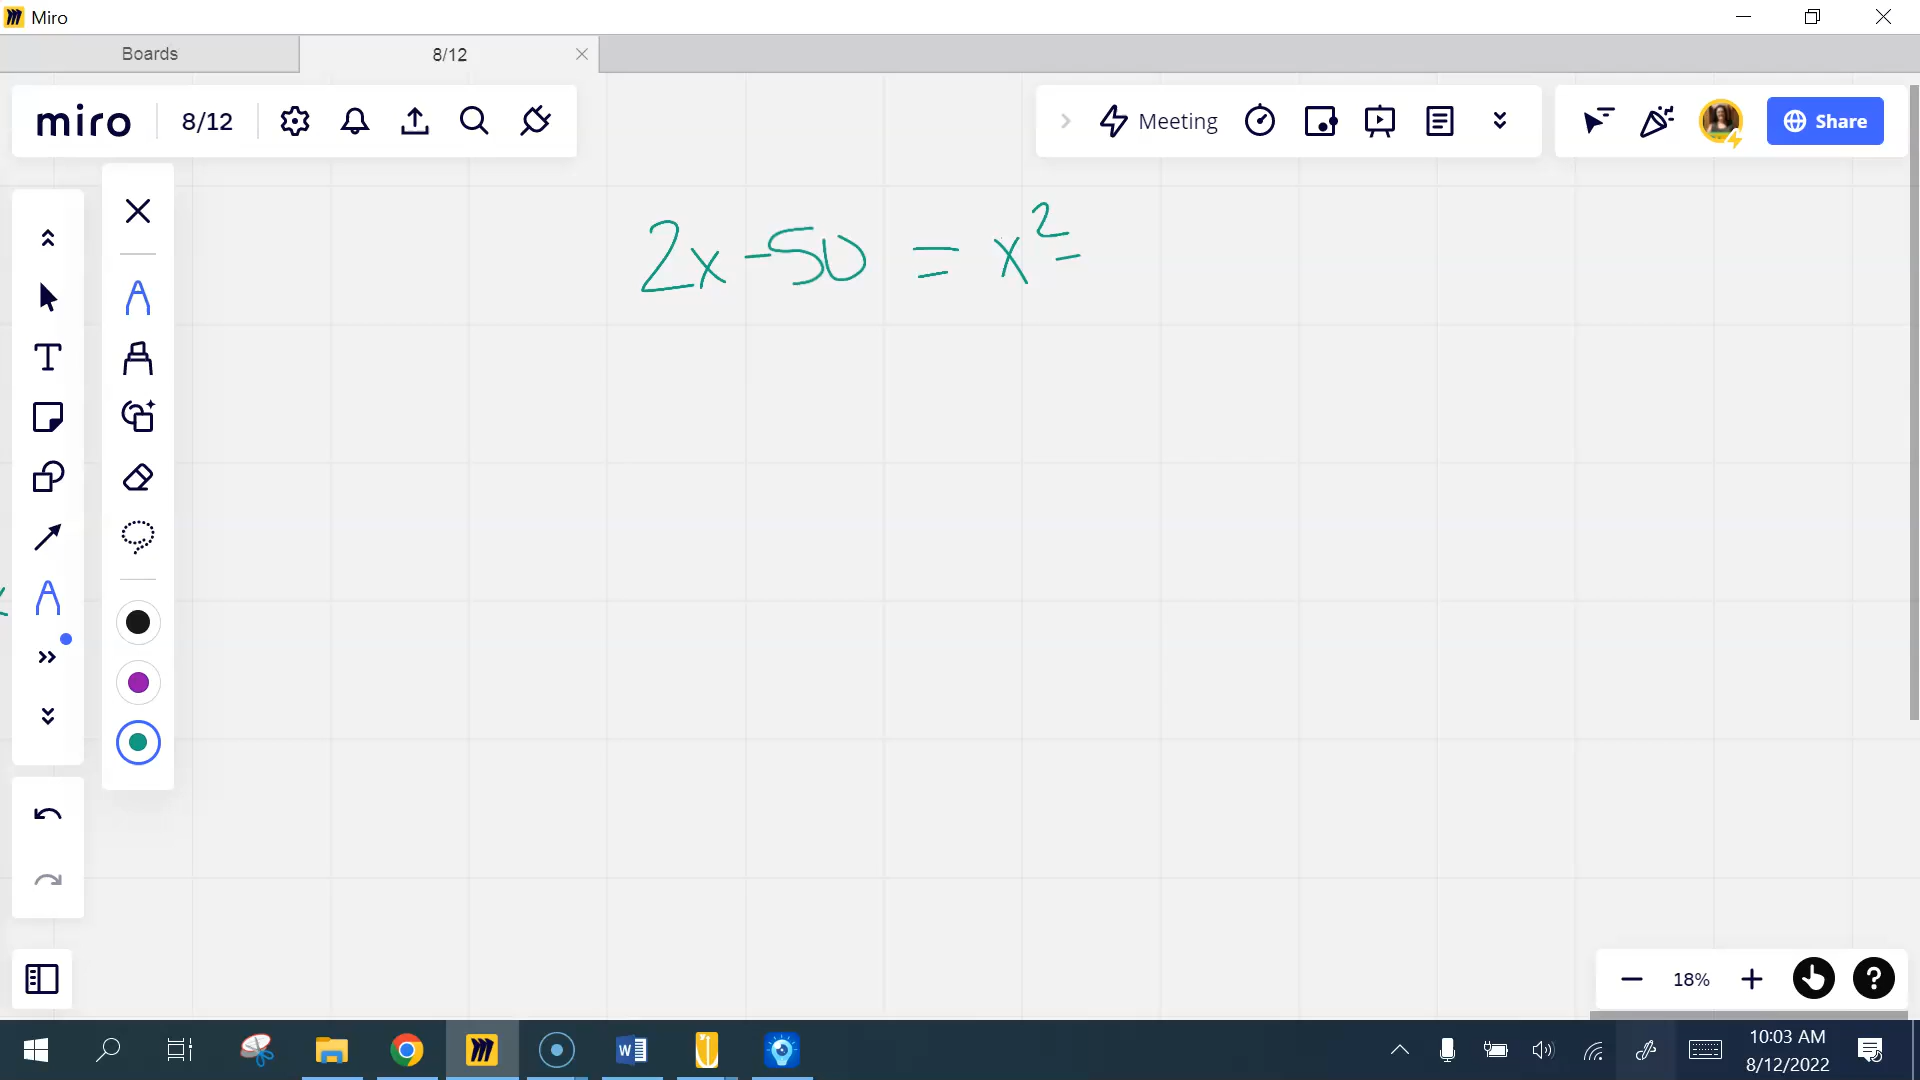 Miro
Boards 8/12
miro 8/12 Meeting Share
2x - 50 = x² -
18%
10:03 AM
8/12/2022